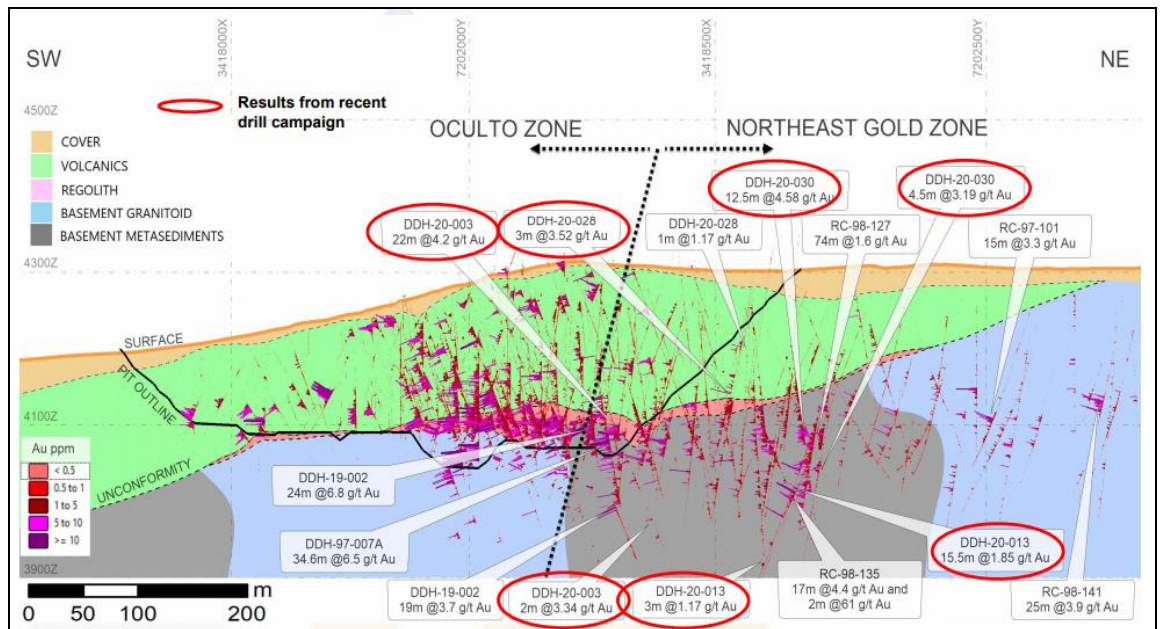 SW
NE
3418000X
7202000Y
3418500X
7202500Y
4500Z
Results from recent
drill campaign
OCULTO ZONE
NORTHEAST GOLD ZONE
COVER
VOLCANICS
REGOLITH
BASEMENT GRANITOID
BASEMENT METASEDIMENTS
DDH-20-003
22m @4.2 g/t Au
DDH-20-028
3m @3.52 g/t Au
DDH-20-028
1m @1.17 g/t Au
DDH-20-030
12.5m @4.58 g/t Au
RC-98-127
74m @1.6 g/t Au
DDH-20-030
4.5m @3.19 g/t Au
RC-97-101
15m @3.3 g/t Au
4300Z
SURFACE
PIT OUTLINE
4100Z
UNCONFORMITY
Au ppm
< 0.5
0.5 to 1
1 to 5
5 to 10
>= 10
DDH-19-002
24m @6.8 g/t Au
DDH-97-007A
34.6m @6.5 g/t Au
3900Z
0 50 100 200 m
DDH-19-002
19m @3.7 g/t Au
DDH-20-003
2m @3.34 g/t Au
DDH-20-013
3m @1.17 g/t Au
RC-98-135
17m @4.4 g/t Au and
2m @61 g/t Au
DDH-20-013
15.5m @1.85 g/t Au
RC-98-141
25m @3.9 g/t Au